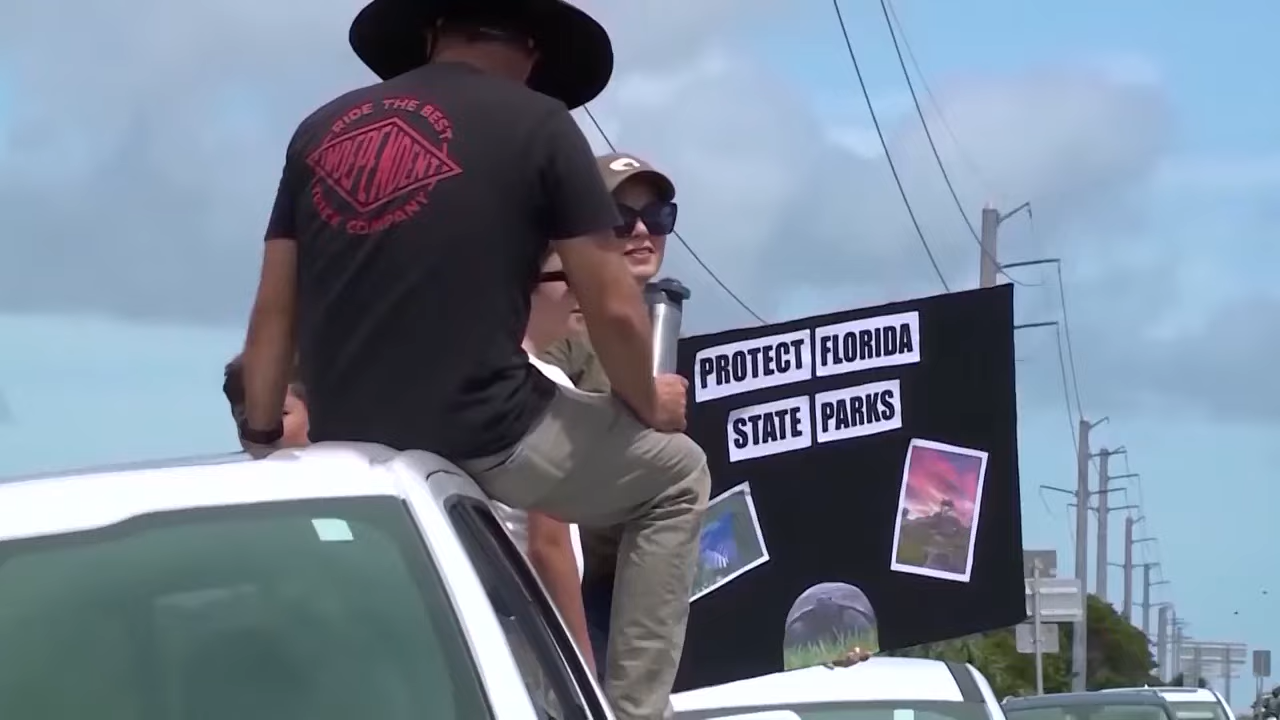 RIDE THE BEST
INDEPENDENT
TRUCK COMPANY
PROTECT FLORIDA
STATE PARKS